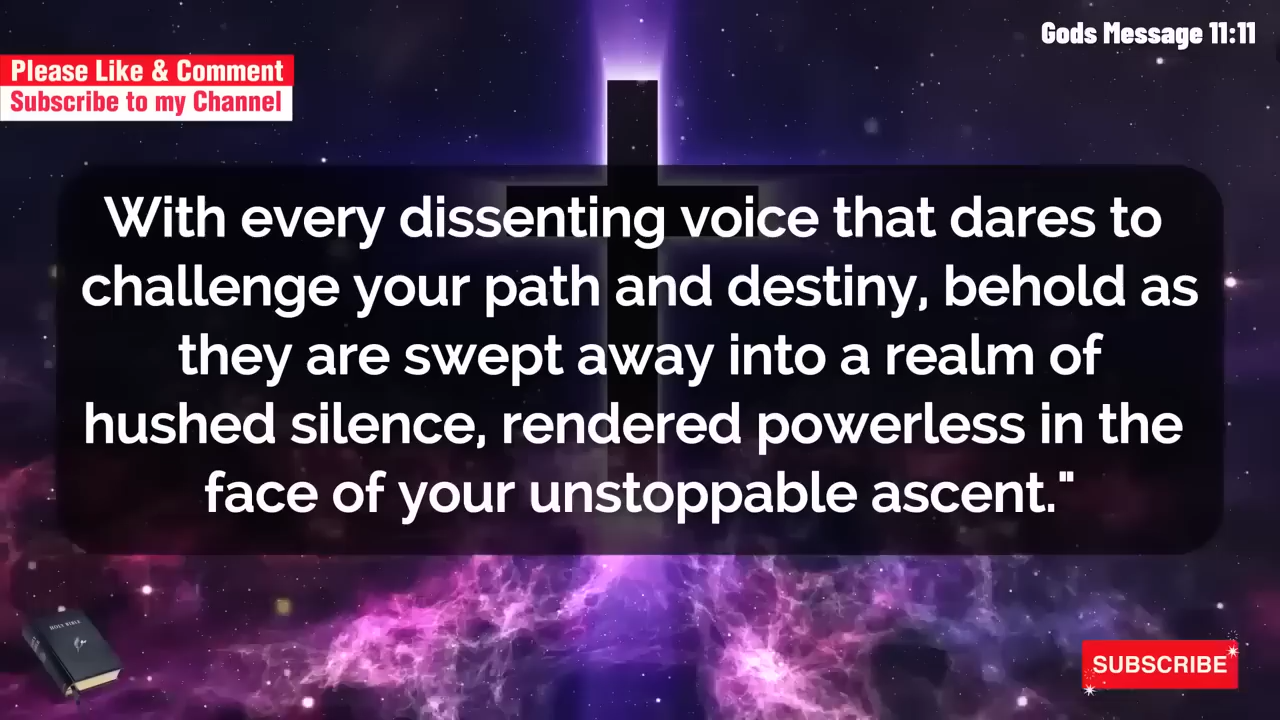 Gods Message 11:11
Please Like & Comment
Subscribe to my Channel
With every dissenting voice that dares to
challenge your path and destiny, behold as
they are swept away into a realm of
hushed silence, rendered powerless in the
face of your unstoppable ascent."
HOLY BIBLE
SUBSCRIBE